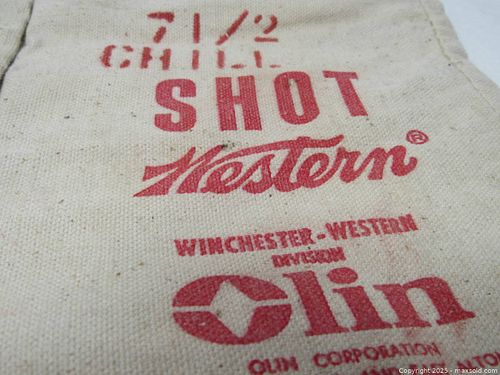 7 1/2
CHILL
SHOT
Western®
WINCHESTER-WESTERN
DIVISION
Olin
OLIN CORPORATION
Copyright 2025 - maxsold.com